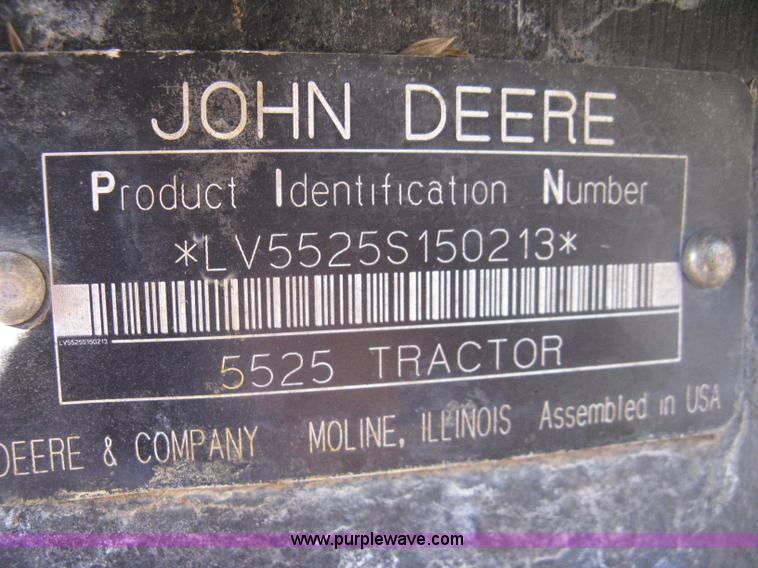 JOHN DEERE
Product Identification Number
*LV5525S150213*
LV5525S150213
5525 TRACTOR
DEERE & COMPANY MOLINE, ILLINOIS Assembled in USA
www.purplewave.com